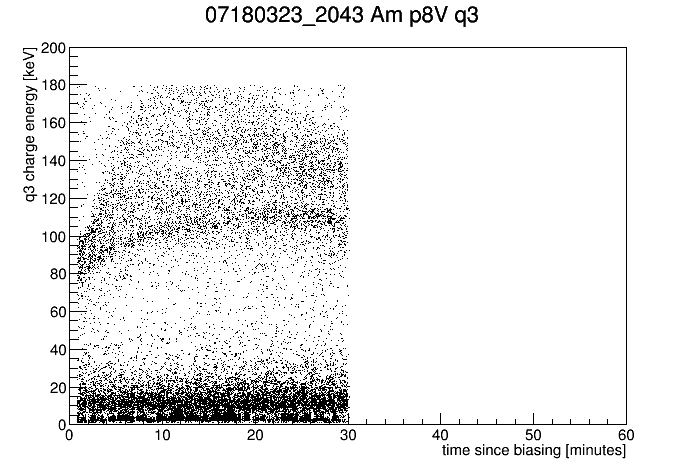 07180323_2043 Am p8V q3
q3 charge energy [keV]
200
180
160
140
120
100
80
60
40
20
0
0 10 20 30 40 50 60
time since biasing [minutes]